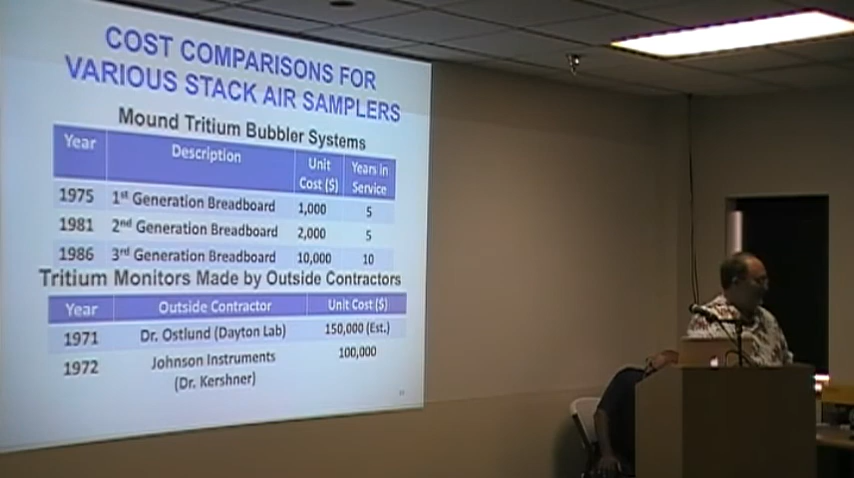 COST COMPARISONS FOR
VARIOUS STACK AIR SAMPLERS
Mound Tritium Bubbler Systems
Year Description Unit Cost ($) Years in Service
1975 1st Generation Breadboard 1,000 5
1981 2nd Generation Breadboard 2,000 5
1986 3rd Generation Breadboard 10,000 10
Tritium Monitors Made by Outside Contractors
Year Outside Contractor Unit Cost ($)
1971 Dr. Ostlund (Dayton Lab) 150,000 (Est.)
1972 Johnson Instruments (Dr. Kershner) 100,000